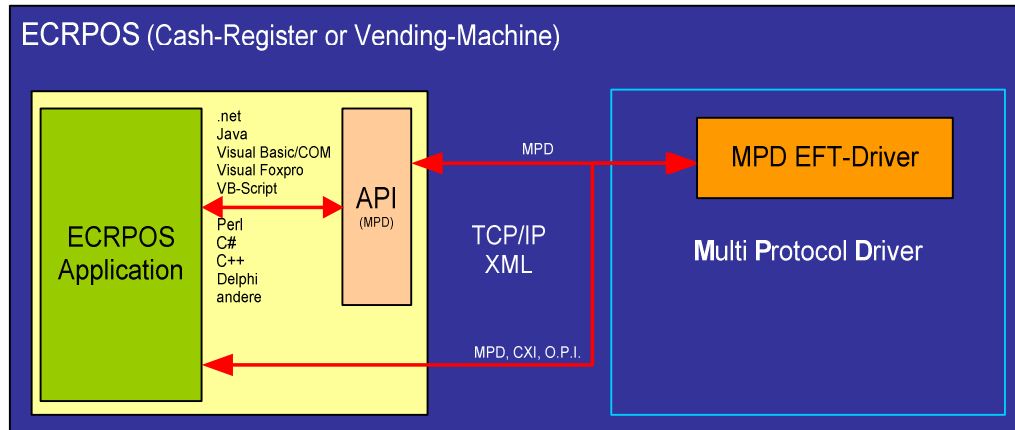 ECRPOS (Cash-Register or Vending-Machine)
.net
Java
Visual Basic/COM
Visual Foxpro
VB-Script
Perl
C#
C++
Delphi
andere
ECRPOS
Application
API
(MPD)
MPD
TCP/IP
XML
MPD, CXI, O.P.I.
MPD EFT-Driver
Multi Protocol Driver